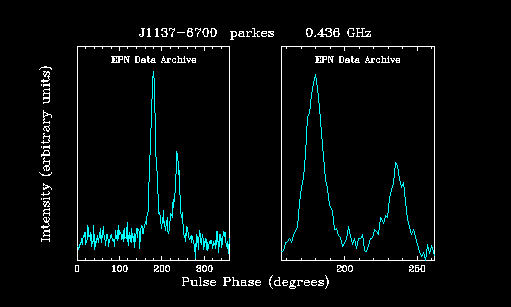 J1137-6700 parkes 0.436 GHz
EPN Data Archive
EPN Data Archive
Intensity (arbitrary units)
0 100 200 300
200 250
Pulse Phase (degrees)